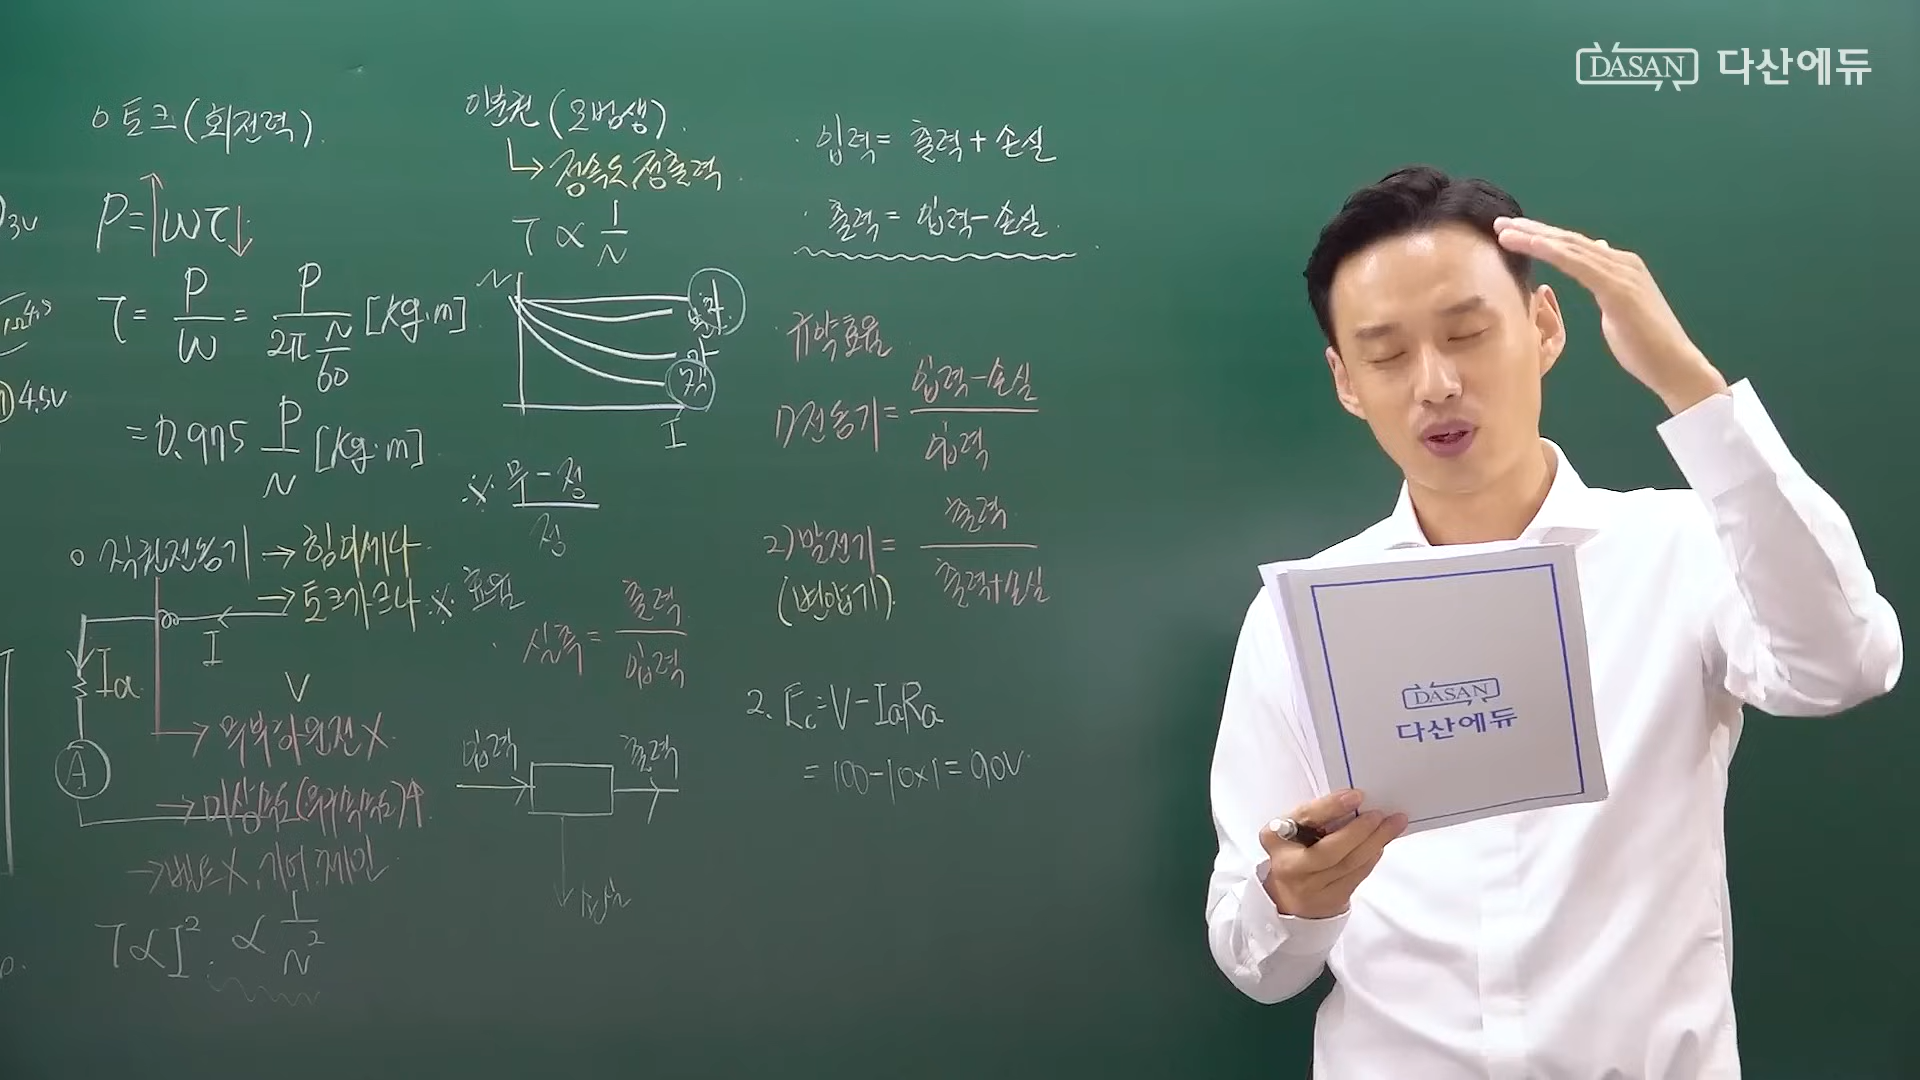 DASAN 다산에듀
3V
4.5V
o 토크(회전력)
P=ωτ
τ= P/ω = P/(2π N/60) [kg·m]
=0.975 P/N [kg·m]
o 직권전동기 → 힘이세다
→ 토크가크다
I
Ia
V
A
→ 무부하운전 X
→ 벨트X, 기어, 체인
T∝I² ∝ 1/N²
이분권(모범생)
→ 정속도, 정출력
T ∝ 1/N
N
I
※ 무-정/정
※ 효율
실측= 출력/입력
입력
출력
손실
입력= 출력+손실
출력= 입력-손실
규약효율
1)전동기= 입력-손실/입력
2)발전기= 출력/출력+손실
(변압기)
2. Ec=V-IaRa
=100-10×1=90V
DASAN
다산에듀